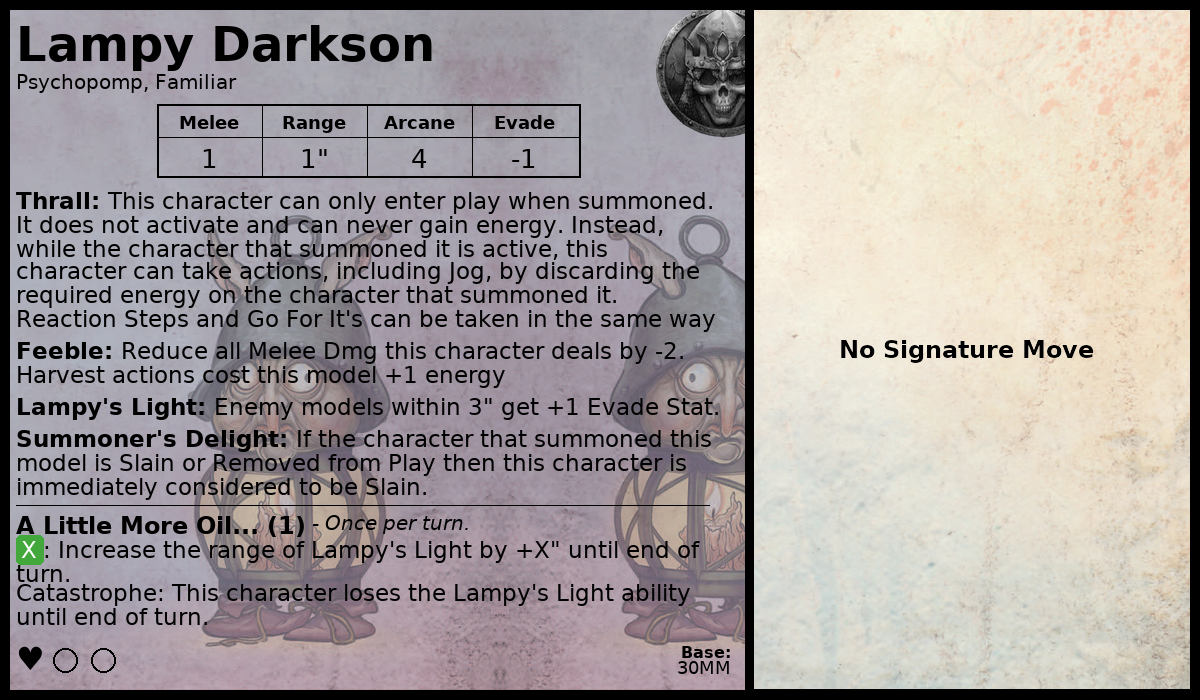 Lampy Darkson
Psychopomp, Familiar
Melee Range Arcane Evade
1 1" 4 -1
Thrall: This character can only enter play when summoned.
It does not activate and can never gain energy. Instead,
while the character that summoned it is active, this
character can take actions, including Jog, by discarding the
required energy on the character that summoned it.
Reaction Steps and Go For It's can be taken in the same way
Feeble: Reduce all Melee Dmg this character deals by -2.
Harvest actions cost this model +1 energy
Lampy's Light: Enemy models within 3" get +1 Evade Stat.
Summoner's Delight: If the character that summoned this
model is Slain or Removed from Play then this character is
immediately considered to be Slain.
A Little More Oil... (1) - Once per turn.
X: Increase the range of Lampy's Light by +X" until end of
turn.
Catastrophe: This character loses the Lampy's Light ability
until end of turn.
Base:
30MM
No Signature Move